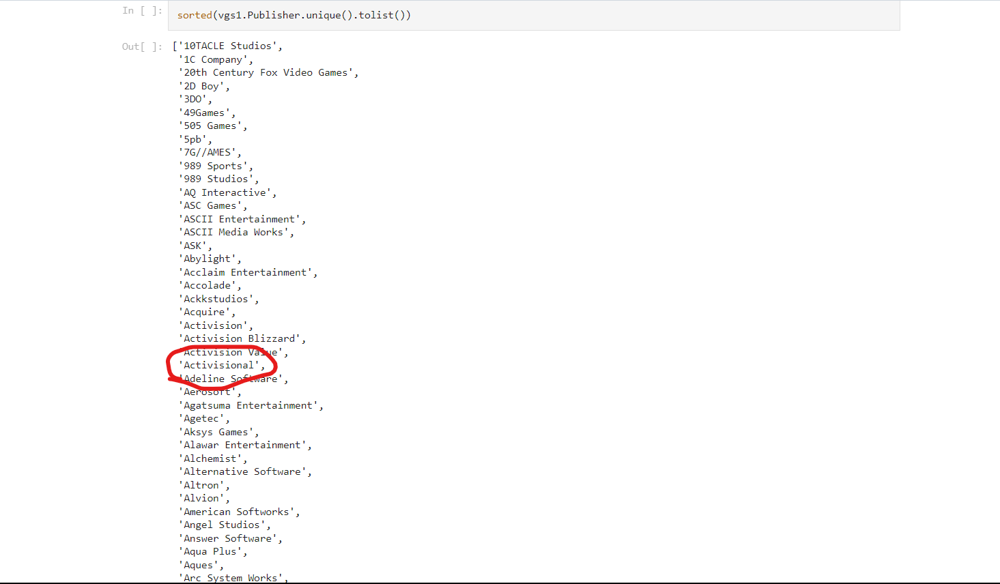 In [ ]: sorted(vgs1.Publisher.unique().tolist())
Out[ ]: ['10TACLE Studios',
'1C Company',
'20th Century Fox Video Games',
'2D Boy',
'3DO',
'49Games',
'505 Games',
'5pb',
'7G//AMES',
'989 Sports',
'989 Studios',
'AQ Interactive',
'ASC Games',
'ASCII Entertainment',
'ASCII Media Works',
'ASK',
'Abylight',
'Acclaim Entertainment',
'Accolade',
'Ackkstudios',
'Acquire',
'Activision',
'Activision Blizzard',
'Activision Value',
'Activisional',
'Adeline Software',
'Aerosoft',
'Agatsuma Entertainment',
'Agetec',
'Aksys Games',
'Alawar Entertainment',
'Alchemist',
'Alternative Software',
'Altron',
'Alvion',
'American Softworks',
'Angel Studios',
'Answer Software',
'Aqua Plus',
'Aques',
'Arc System Works',